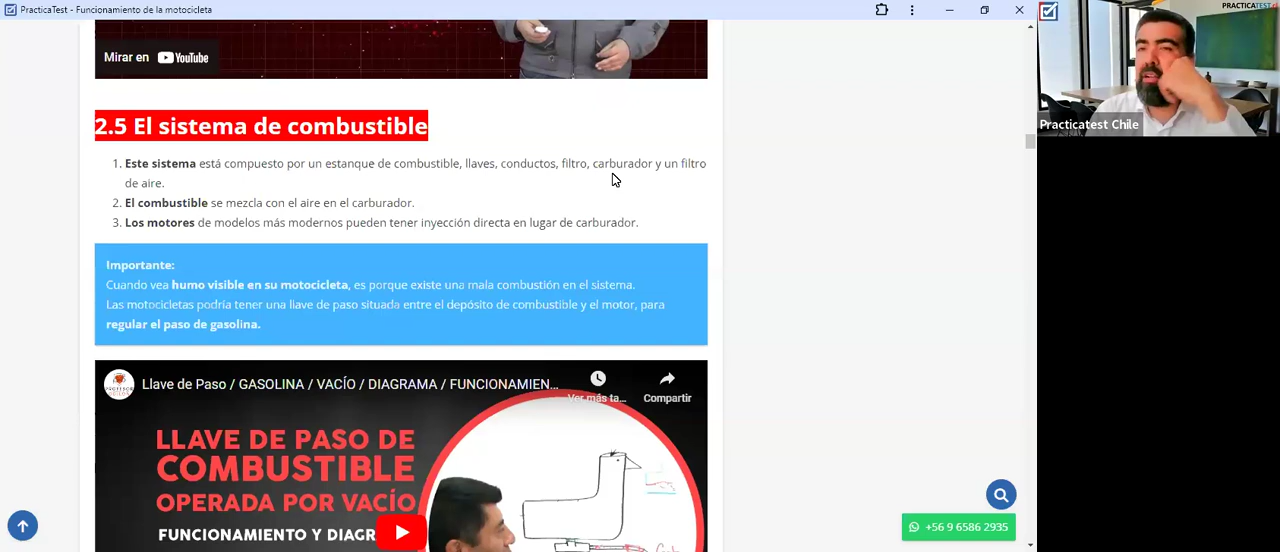 PracticaTest - Funcionamiento de la motocicleta
PRACTICATEST
Mirar en YouTube
Practicatest Chile
2.5 El sistema de combustible
1. Este sistema está compuesto por un estanque de combustible, llaves, conductos, filtro, carburador y un filtro
de aire.
2. El combustible se mezcla con el aire en el carburador.
3. Los motores de modelos más modernos pueden tener inyección directa en lugar de carburador.
Importante:
Cuando vea humo visible en su motocicleta, es porque existe una mala combustión en el sistema.
Las motocicletas podría tener una llave de paso situada entre el depósito de combustible y el motor, para
regular el paso de gasolina.
Llave de Paso / GASOLINA / VACÍO / DIAGRAMA / FUNCIONAMIEN...
Ver más ta...
Compartir
LLAVE DE PASO DE
COMBUSTIBLE
OPERADA POR VACÍO
FUNCIONAMIENTO Y DIAGR
+56 9 6586 2935